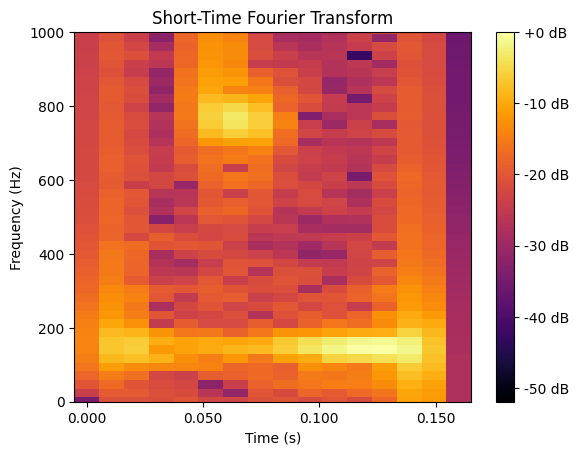 Short-Time Fourier Transform
1000
800
600
400
200
0
Frequency (Hz)
0.000
0.050
0.100
0.150
Time (s)
+0 dB
-10 dB
-20 dB
-30 dB
-40 dB
-50 dB